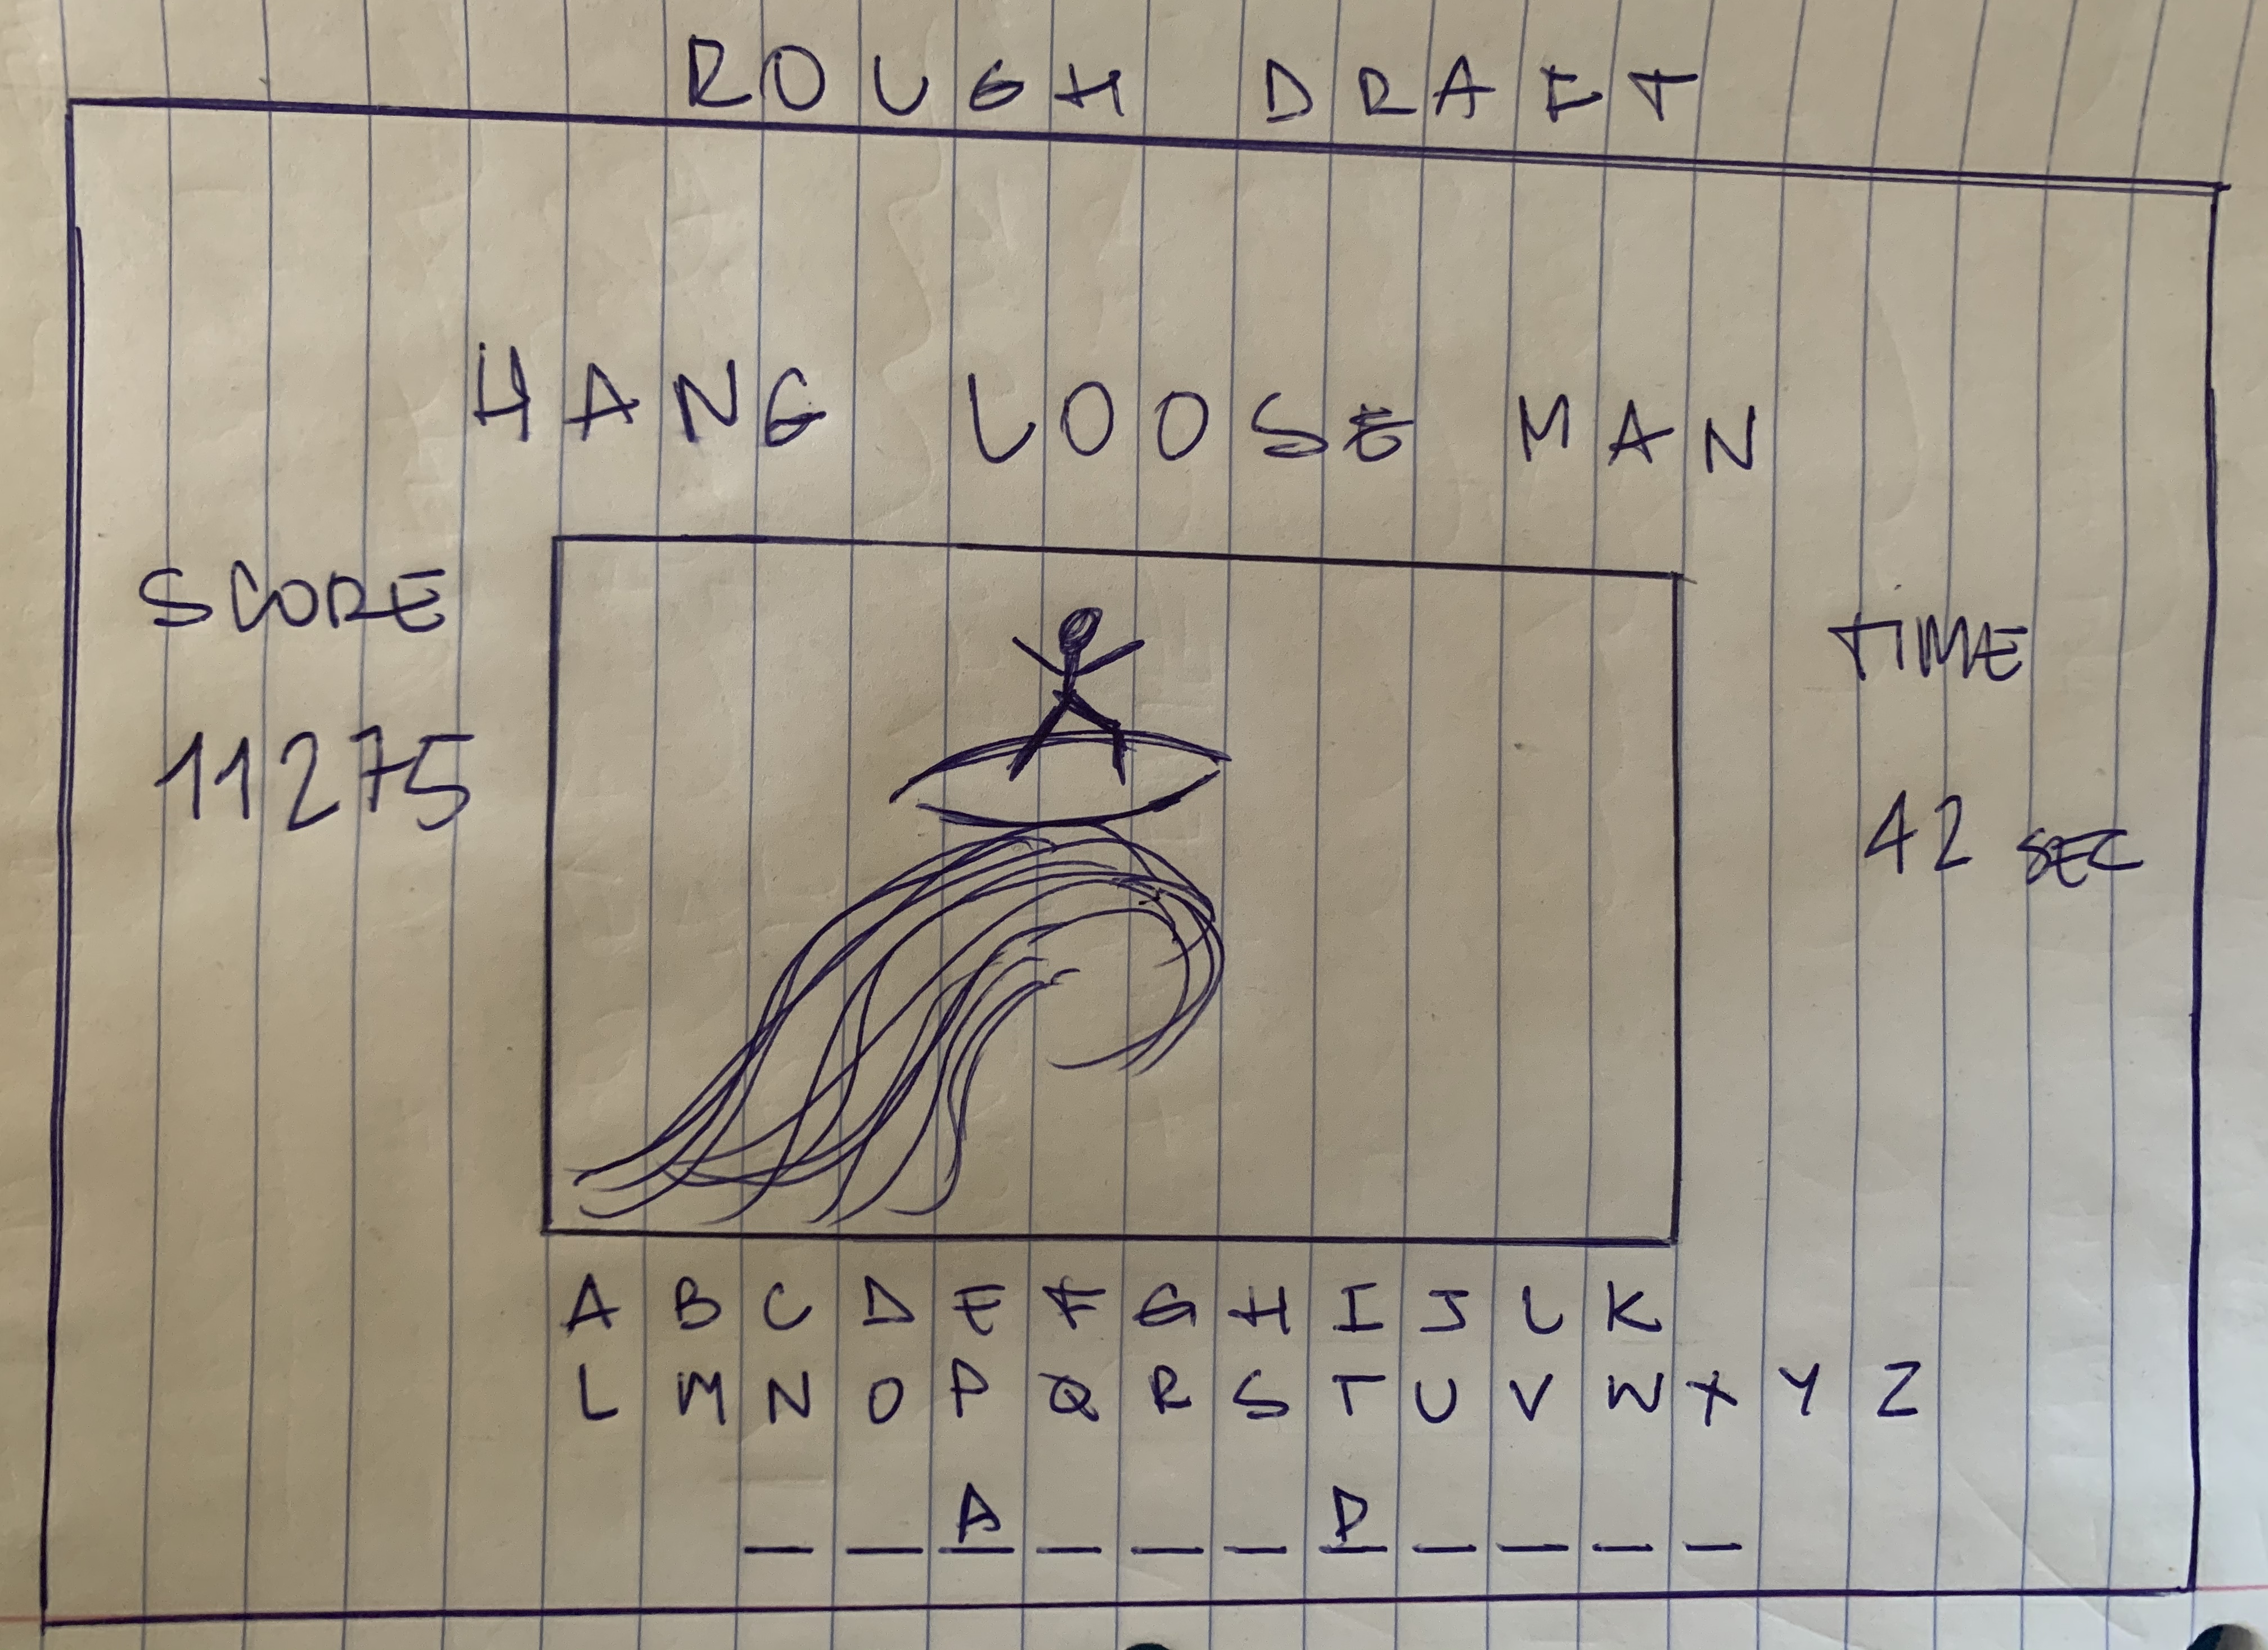 ROUGH DRAFT
HANG LOOSE MAN
SCORE
11275
TIME
42 SEC
A B C D E F G H I J L K
L M N O P Q R S T U V W X Y Z
_ _ A _ _ _ P _ _ _ _